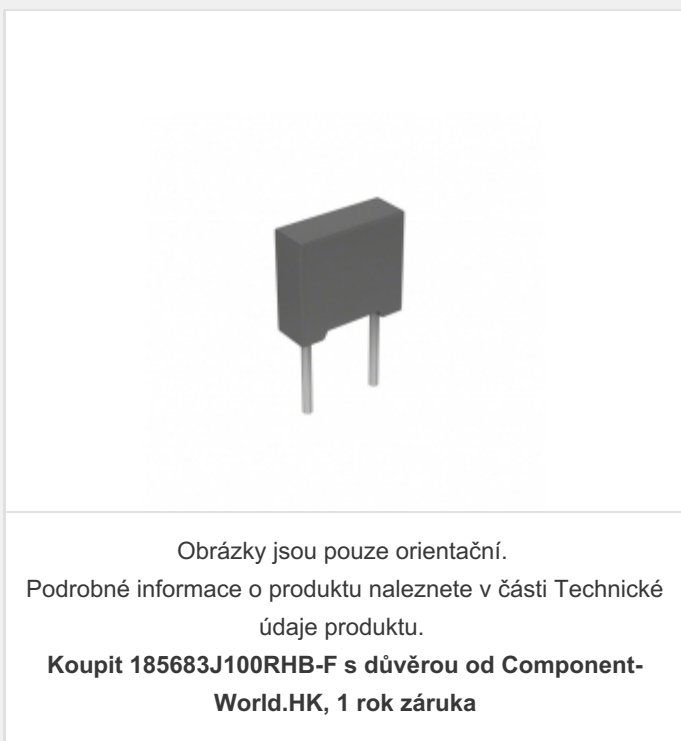 Obrázky jsou pouze orientační.
Podrobné informace o produktu naleznete v části Technické
údaje produktu.
Koupit 185683J100RHB-F s důvěrou od Component-
World.HK, 1 rok záruka